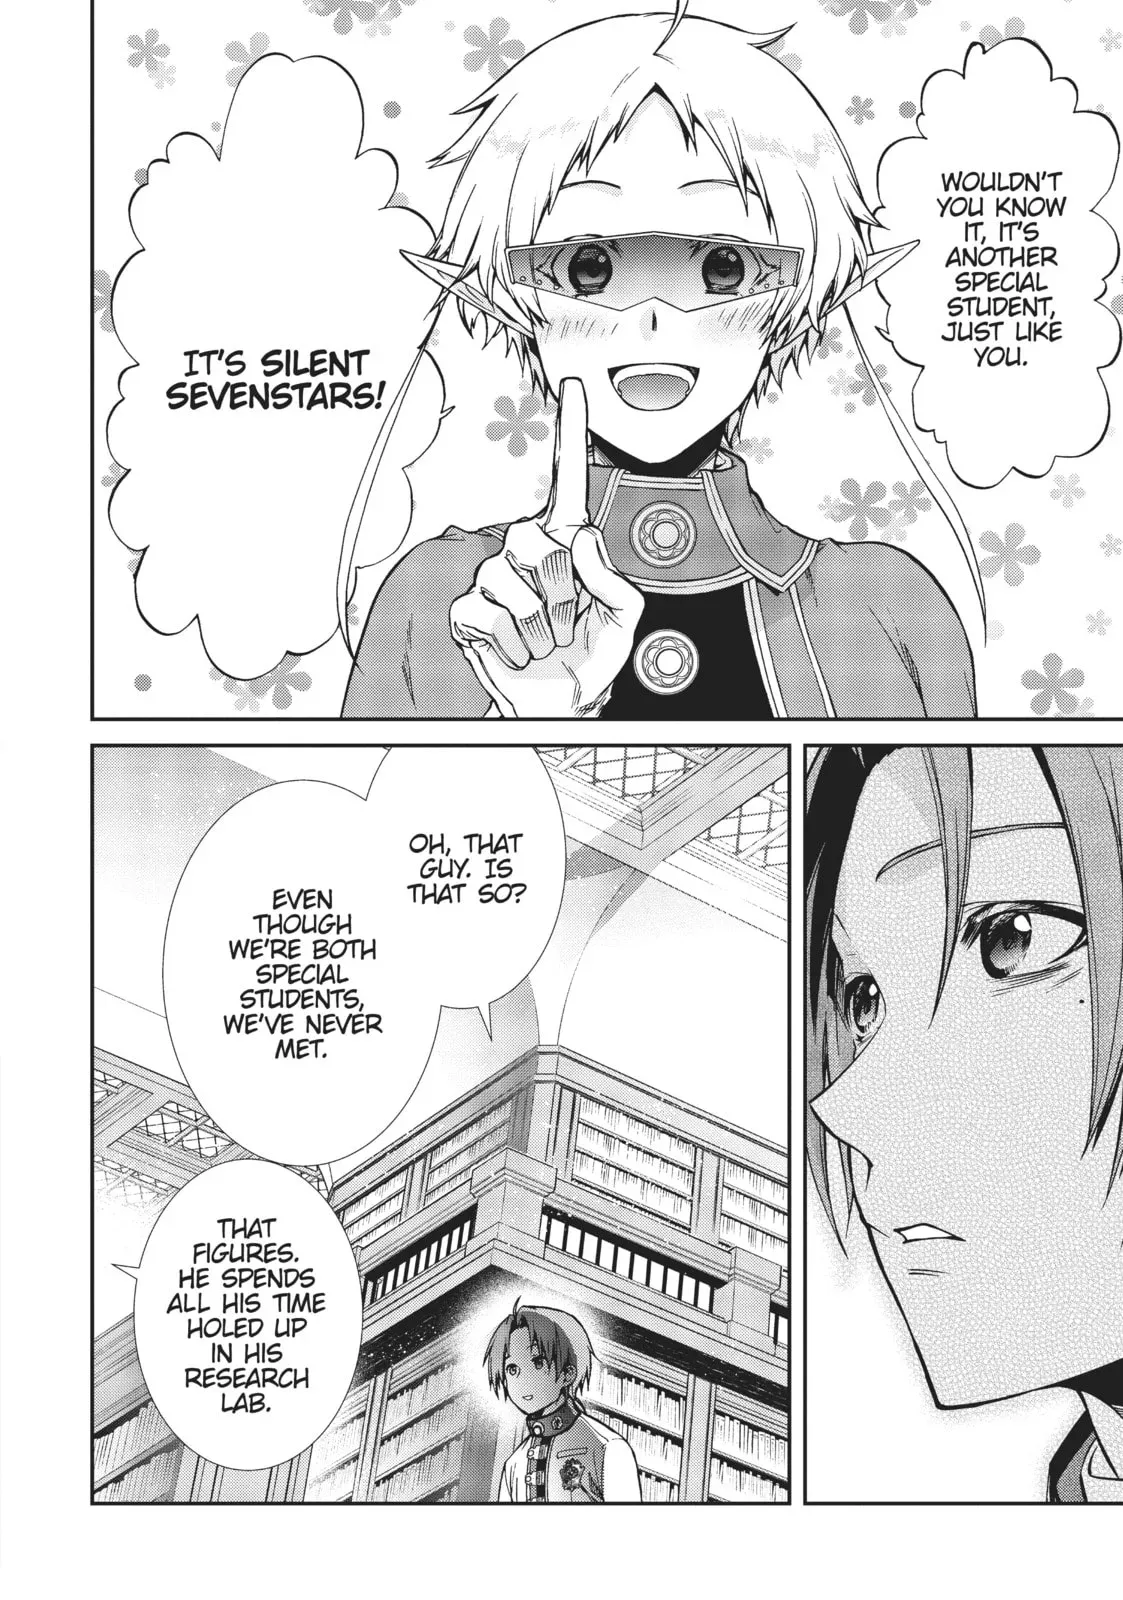 WOULDN'T
YOU KNOW
IT, IT'S
ANOTHER
SPECIAL
STUDENT,
JUST LIKE
YOU.
IT'S SILENT
SEVENSTARS!
OH, THAT
GUY. IS
THAT SO?
EVEN
THOUGH
WE'RE BOTH
SPECIAL
STUDENTS,
WE'VE NEVER
MET.
THAT
FIGURES.
HE SPENDS
ALL HIS TIME
HOLED UP
IN HIS
RESEARCH
LAB.